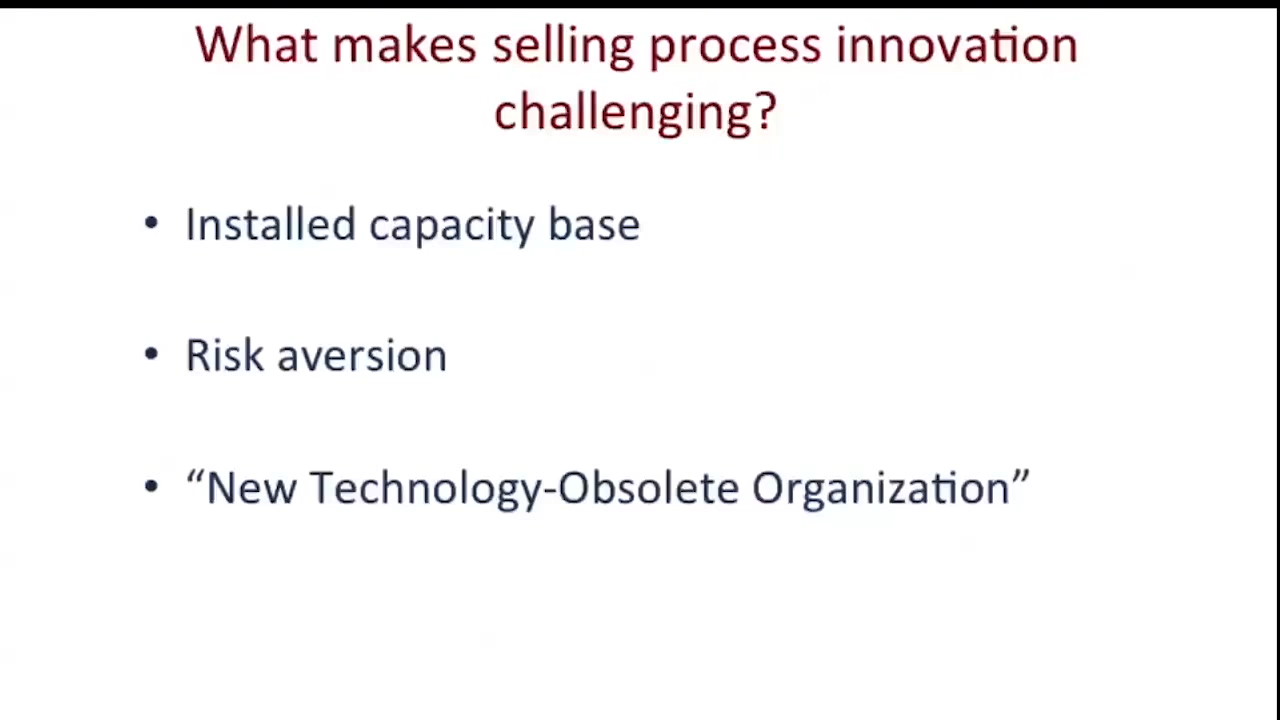 What makes selling process innovation
challenging?
• Installed capacity base
• Risk aversion
• “New Technology-Obsolete Organization”